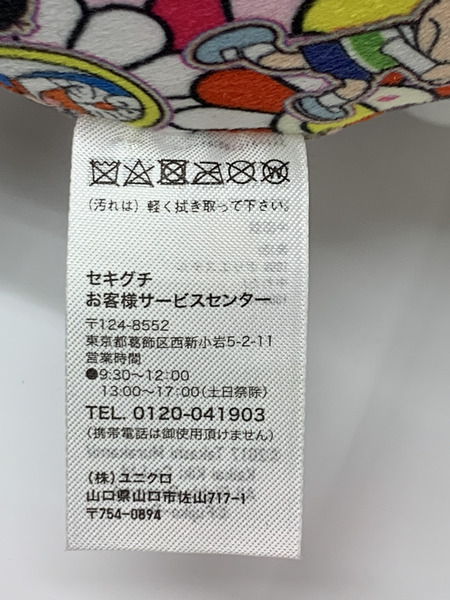 (汚れは)軽く拭き取って下さい。
セキグチ
お客様サービスセンター
〒124-8552
東京都葛飾区西新小岩5-2-11
営業時間
●9:30〜12:00
13:00〜17:00(土日祭除)
TEL. 0120-041903
(携帯電話は御使用頂けません)
(株)ユニクロ
山口県山口市佐山717-1
〒754-0894